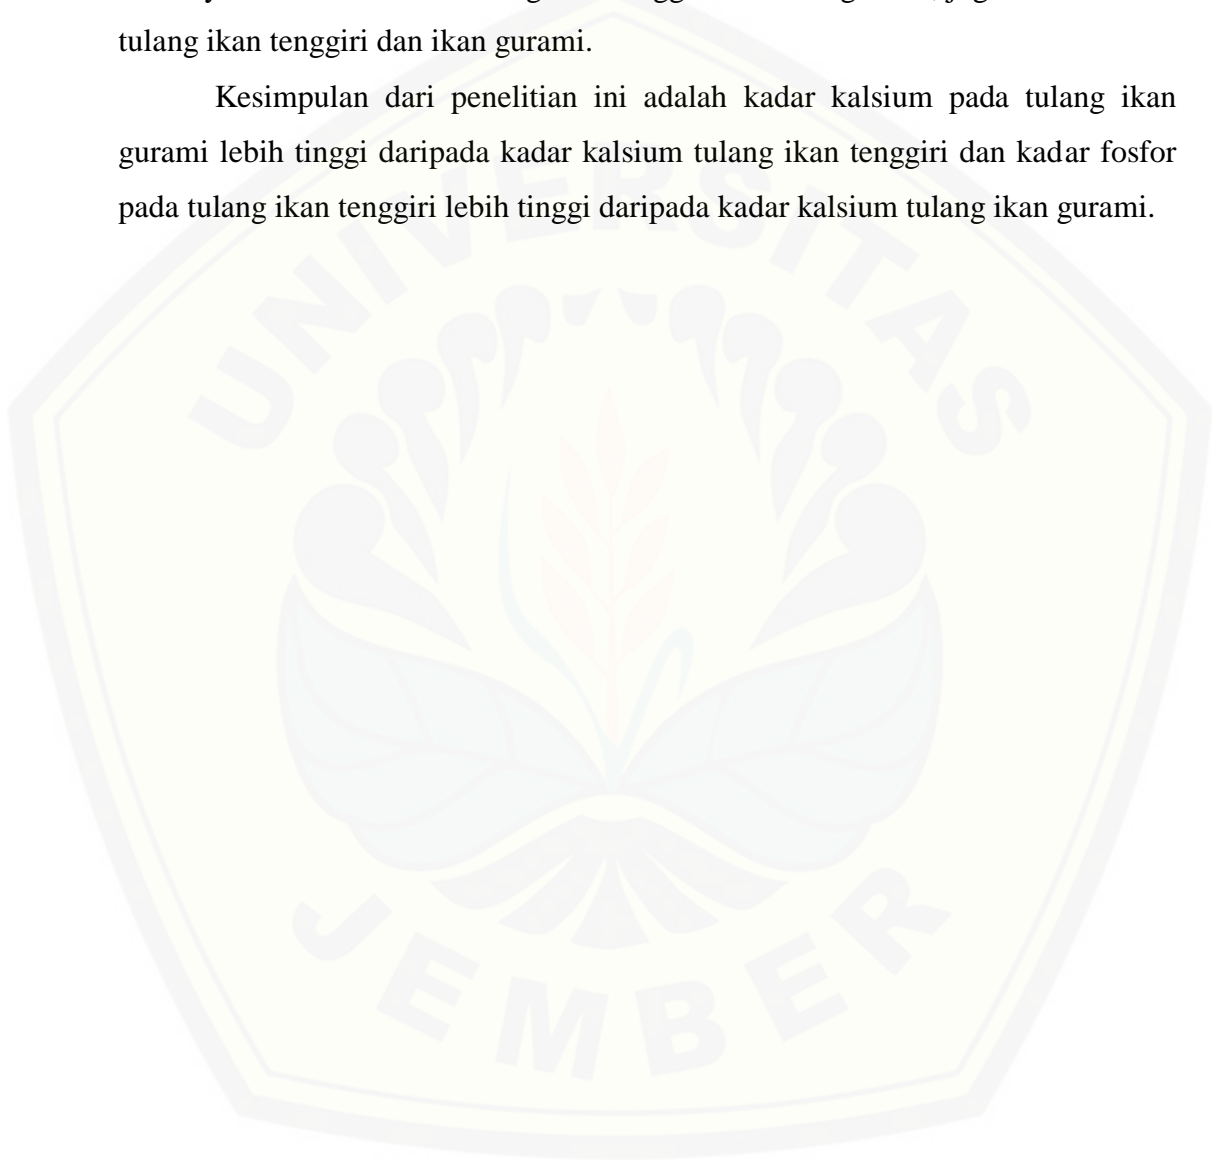 tulang ikan tenggiri dan ikan gurami.
Kesimpulan dari penelitian ini adalah kadar kalsium pada tulang ikan
gurami lebih tinggi daripada kadar kalsium tulang ikan tenggiri dan kadar fosfor
pada tulang ikan tenggiri lebih tinggi daripada kadar kalsium tulang ikan gurami.
UNIVERSITAS
JEMBER